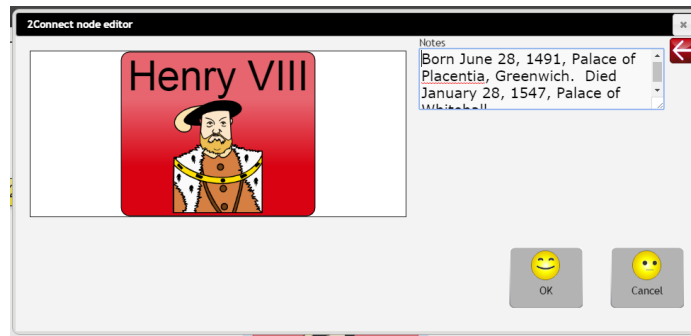 2Connect node editor
Henry VIII
Notes
Born June 28, 1491, Palace of
Placentia, Greenwich. Died
January 28, 1547, Palace of
Whitehall
OK
Cancel